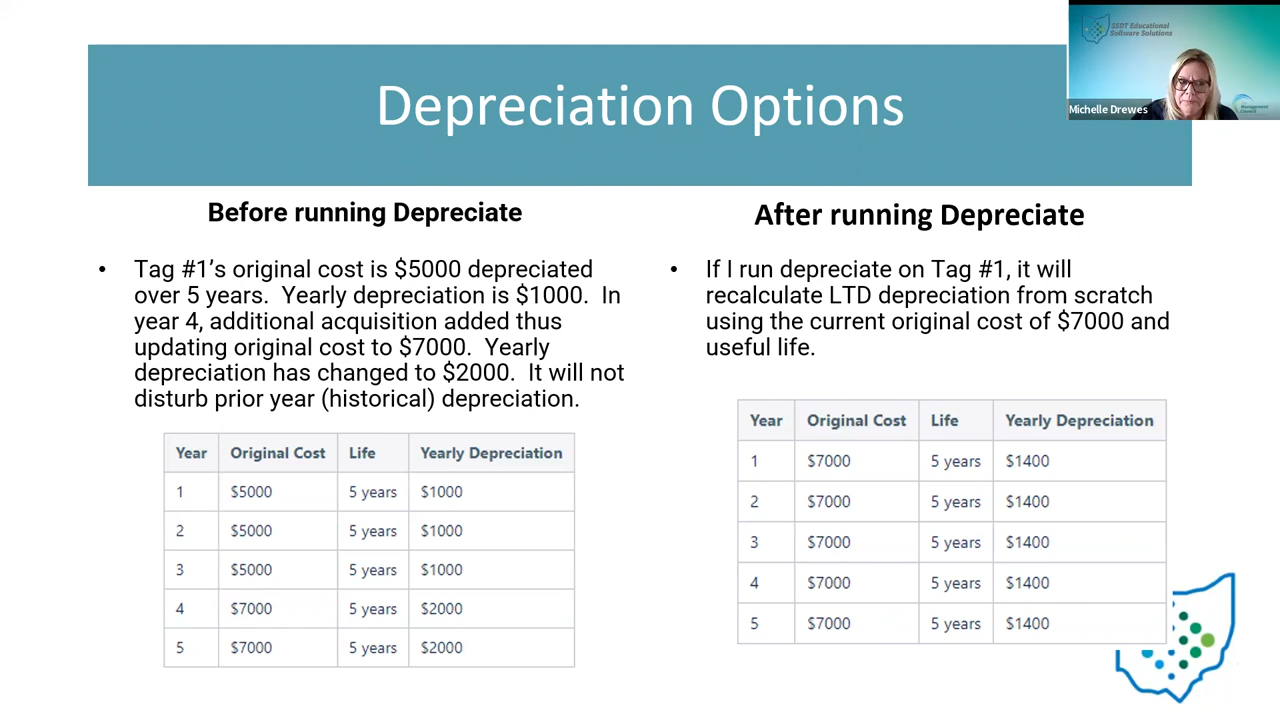 SSDT Educational
Software Solutions
Michelle Drewes
Management
Council
Depreciation Options
Before running Depreciate
• Tag #1’s original cost is $5000 depreciated
over 5 years. Yearly depreciation is $1000. In
year 4, additional acquisition added thus
updating original cost to $7000. Yearly
depreciation has changed to $2000. It will not
disturb prior year (historical) depreciation.
Year Original Cost Life Yearly Depreciation
1 $5000 5 years $1000
2 $5000 5 years $1000
3 $5000 5 years $1000
4 $7000 5 years $2000
5 $7000 5 years $2000
After running Depreciate
• If I run depreciate on Tag #1, it will
recalculate LTD depreciation from scratch
using the current original cost of $7000 and
useful life.
Year Original Cost Life Yearly Depreciation
1 $7000 5 years $1400
2 $7000 5 years $1400
3 $7000 5 years $1400
4 $7000 5 years $1400
5 $7000 5 years $1400